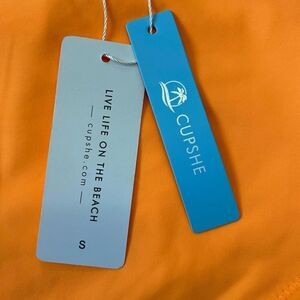 LIVE LIFE ON THE BEACH
— cupshe.com —
S
CUPSHE